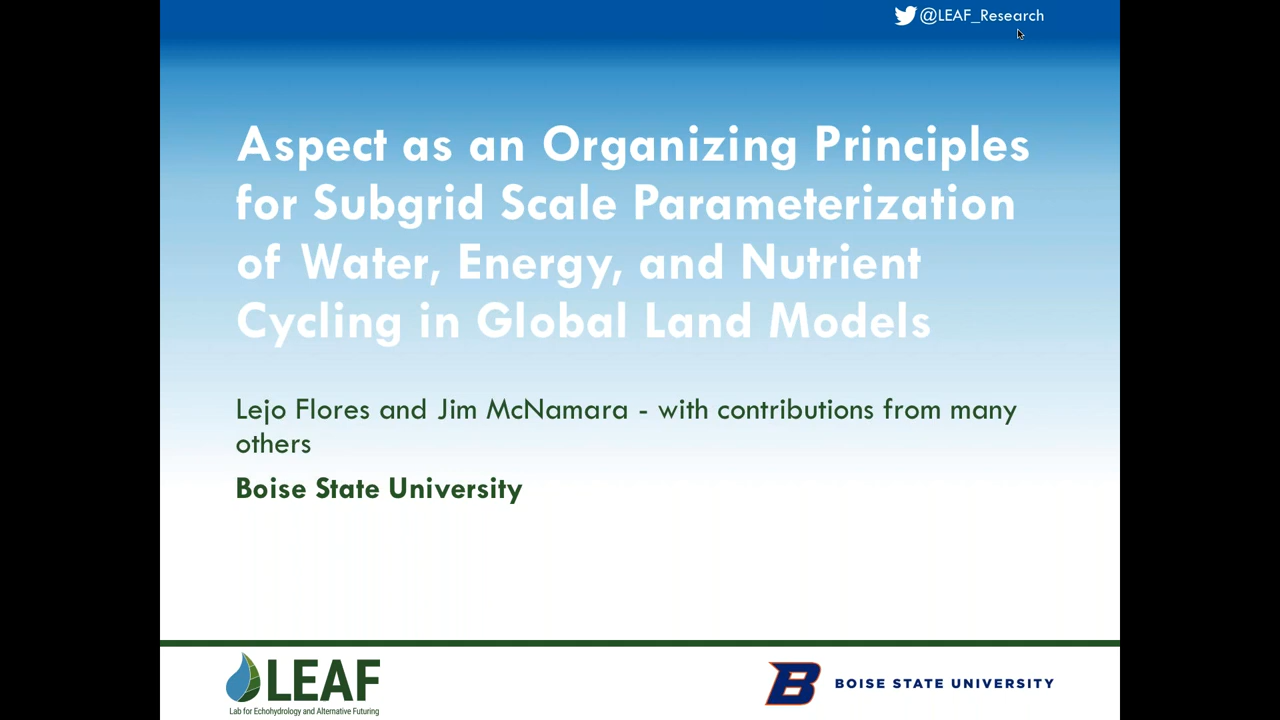 @LEAF_Research
Aspect as an Organizing Principles
for Subgrid Scale Parameterization
of Water, Energy, and Nutrient
Cycling in Global Land Models
Lejo Flores and Jim McNamara - with contributions from many
others
Boise State University
LEAF
Lab for Echohydrology and Alternative Futuring
B BOISE STATE UNIVERSITY